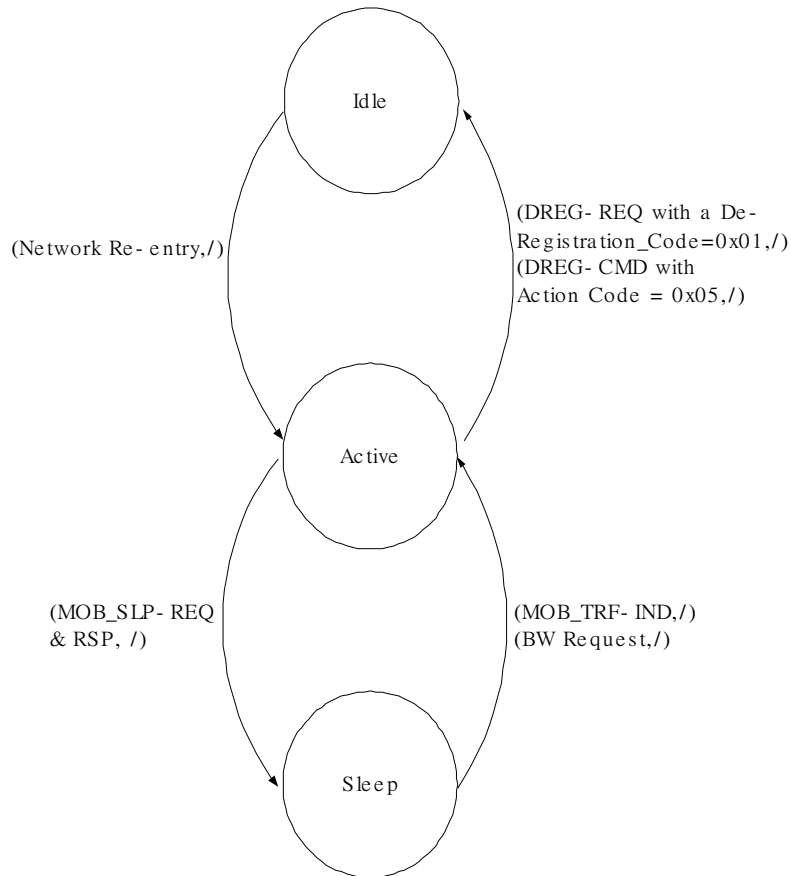 Idle
(Network Re-entry,/)
(DREG-REQ with a De-
Registration_Code=0x01,/)
(DREG-CMD with
Action Code = 0x05,/)
Active
(MOB_SLP-REQ
& RSP, /)
(MOB_TRF-IND,/)
(BW Request,/)
Sleep